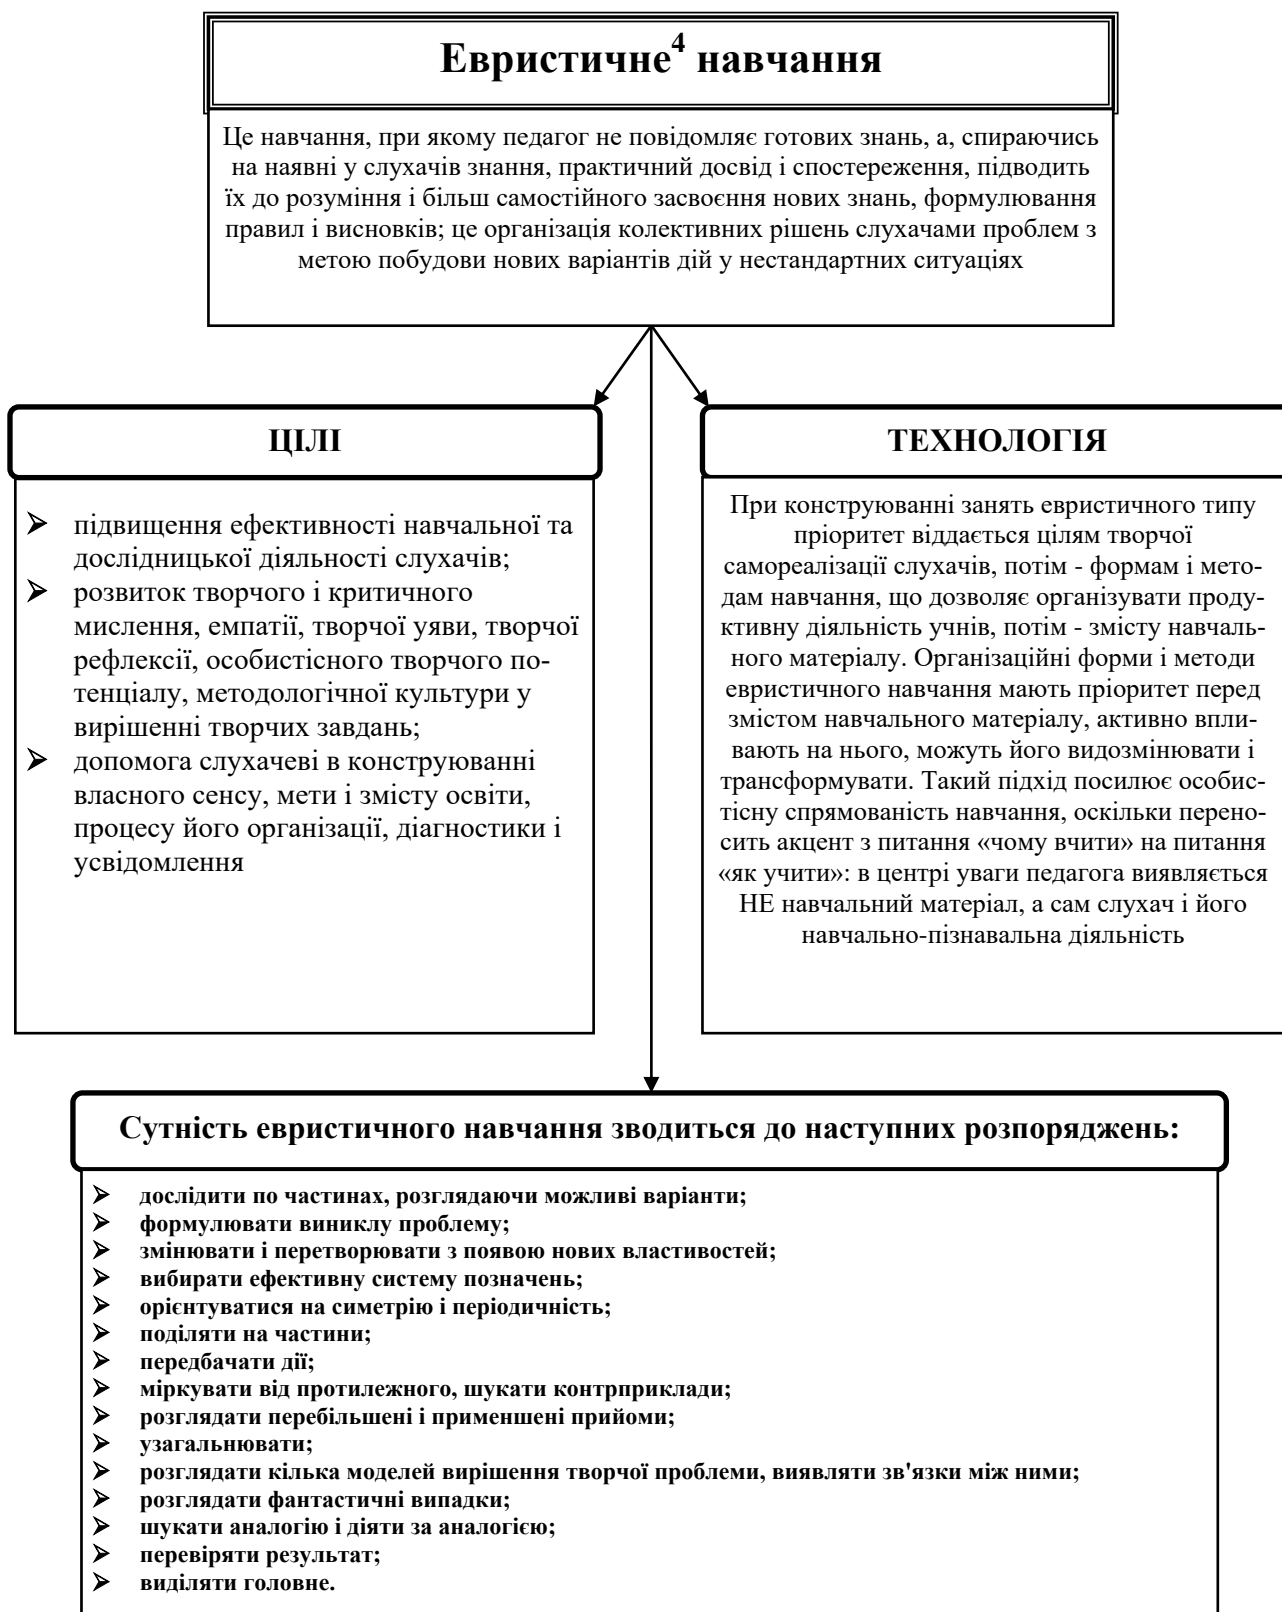 Евристичне⁴ навчання
Це навчання, при якому педагог не повідомляє готових знань, а, спираючись
на наявні у слухачів знання, практичний досвід і спостереження, підводить
їх до розуміння і більш самостійного засвоєння нових знань, формулювання
правил і висновків; це організація колективних рішень слухачами проблем з
метою побудови нових варіантів дій у нестандартних ситуаціях
ЦІЛІ
➢ підвищення ефективності навчальної та
дослідницької діяльності слухачів;
➢ розвиток творчого і критичного
мислення, емпатії, творчої уяви, творчої
рефлексії, особистісного творчого по-
тенціалу, методологічної культури у
вирішенні творчих завдань;
➢ допомога слухачеві в конструюванні
власного сенсу, мети і змісту освіти,
процесу його організації, діагностики і
усвідомлення
ТЕХНОЛОГІЯ
При конструюванні занять евристичного типу
пріоритет віддається цілям творчої
самореалізації слухачів, потім - формам і мето-
дам навчання, що дозволяє організувати проду-
ктивну діяльність учнів, потім - змісту навчаль-
ного матеріалу. Організаційні форми і методи
евристичного навчання мають пріоритет перед
змістом навчального матеріалу, активно впли-
вають на нього, можуть його видозмінювати і
трансформувати. Такий підхід посилює особис-
тісну спрямованість навчання, оскільки перено-
сить акцент з питання «чому вчити» на питання
«як учити»: в центрі уваги педагога виявляється
НЕ навчальний матеріал, а сам слухач і його
навчально-пізнавальна діяльність
Сутність евристичного навчання зводиться до наступних розпоряджень:
➢ дослідити по частинах, розглядаючи можливі варіанти;
➢ формулювати виниклу проблему;
➢ змінювати і перетворювати з появою нових властивостей;
➢ вибирати ефективну систему позначень;
➢ орієнтуватися на симетрію і періодичність;
➢ поділяти на частини;
➢ передбачати дії;
➢ міркувати від протилежного, шукати контрприклади;
➢ розглядати перебільшені і применшені прийоми;
➢ узагальнювати;
➢ розглядати кілька моделей вирішення творчої проблеми, виявляти зв'язки між ними;
➢ розглядати фантастичні випадки;
➢ шукати аналогію і діяти за аналогією;
➢ перевіряти результат;
➢ виділяти головне.